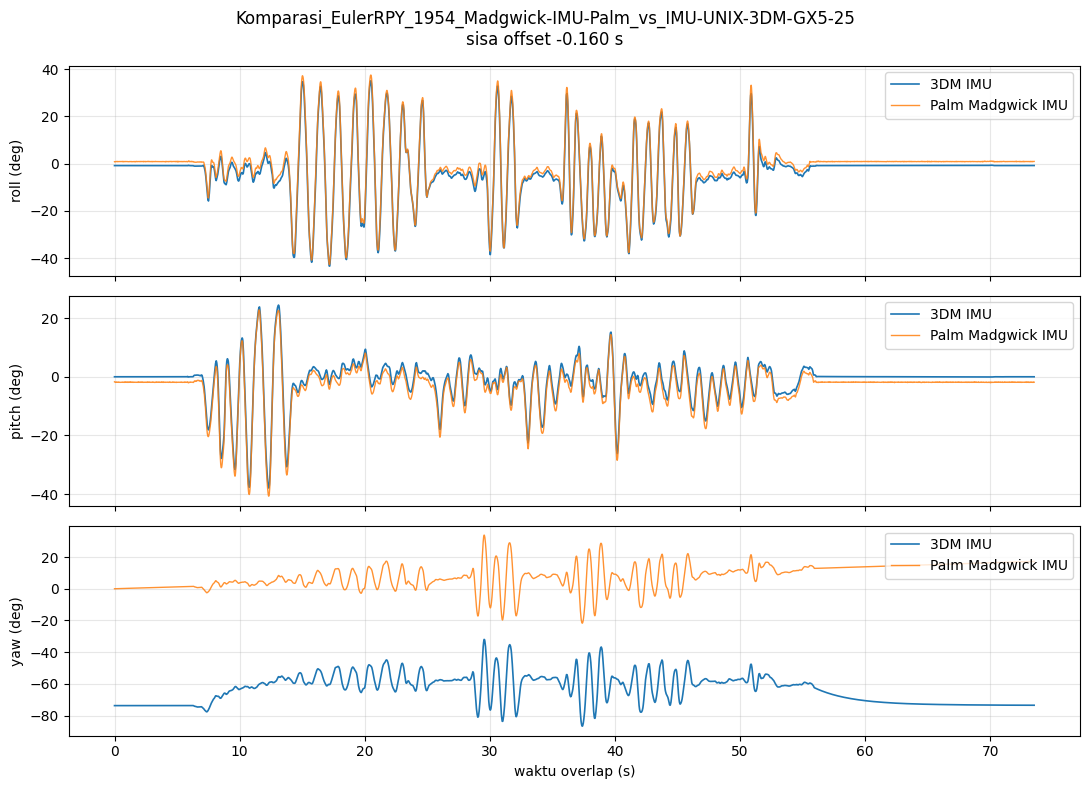 Komparasi_EulerRPY_1954_Madgwick-IMU-Palm_vs_IMU-UNIX-3DM-GX5-25
sisa offset -0.160 s
40
20
0
−20
−40
roll (deg)
3DM IMU
Palm Madgwick IMU
20
0
−20
−40
pitch (deg)
3DM IMU
Palm Madgwick IMU
20
0
−20
−40
−60
−80
yaw (deg)
3DM IMU
Palm Madgwick IMU
0 10 20 30 40 50 60 70
waktu overlap (s)